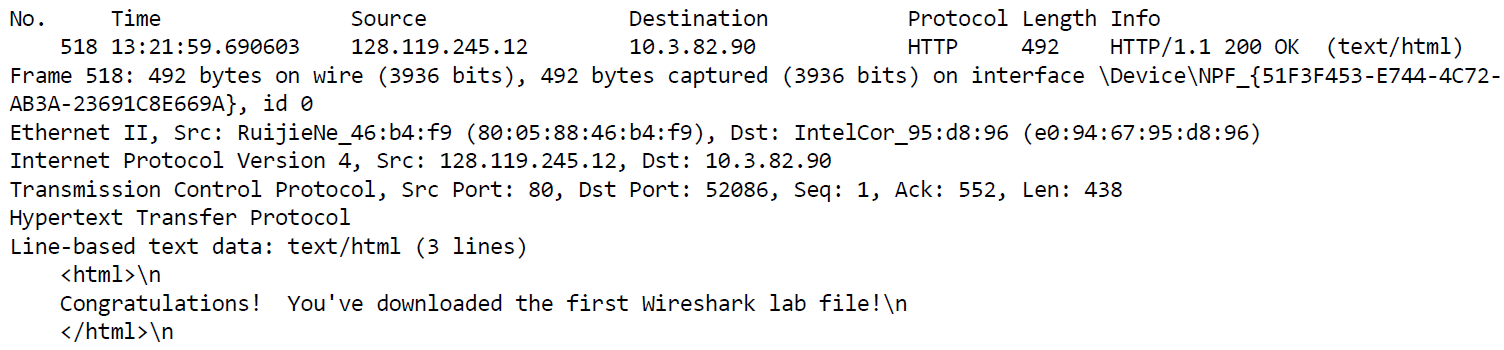 No. Time Source Destination Protocol Length Info
518 13:21:59.690603 128.119.245.12 10.3.82.90 HTTP 492 HTTP/1.1 200 OK (text/html)
Frame 518: 492 bytes on wire (3936 bits), 492 bytes captured (3936 bits) on interface \Device\NPF_{51F3F453-E744-4C72-
AB3A-23691C8E669A}, id 0
Ethernet II, Src: RuijieNe_46:b4:f9 (80:05:88:46:b4:f9), Dst: IntelCor_95:d8:96 (e0:94:67:95:d8:96)
Internet Protocol Version 4, Src: 128.119.245.12, Dst: 10.3.82.90
Transmission Control Protocol, Src Port: 80, Dst Port: 52086, Seq: 1, Ack: 552, Len: 438
Hypertext Transfer Protocol
Line-based text data: text/html (3 lines)
<html>\n
Congratulations!  You've downloaded the first Wireshark lab file!\n
</html>\n